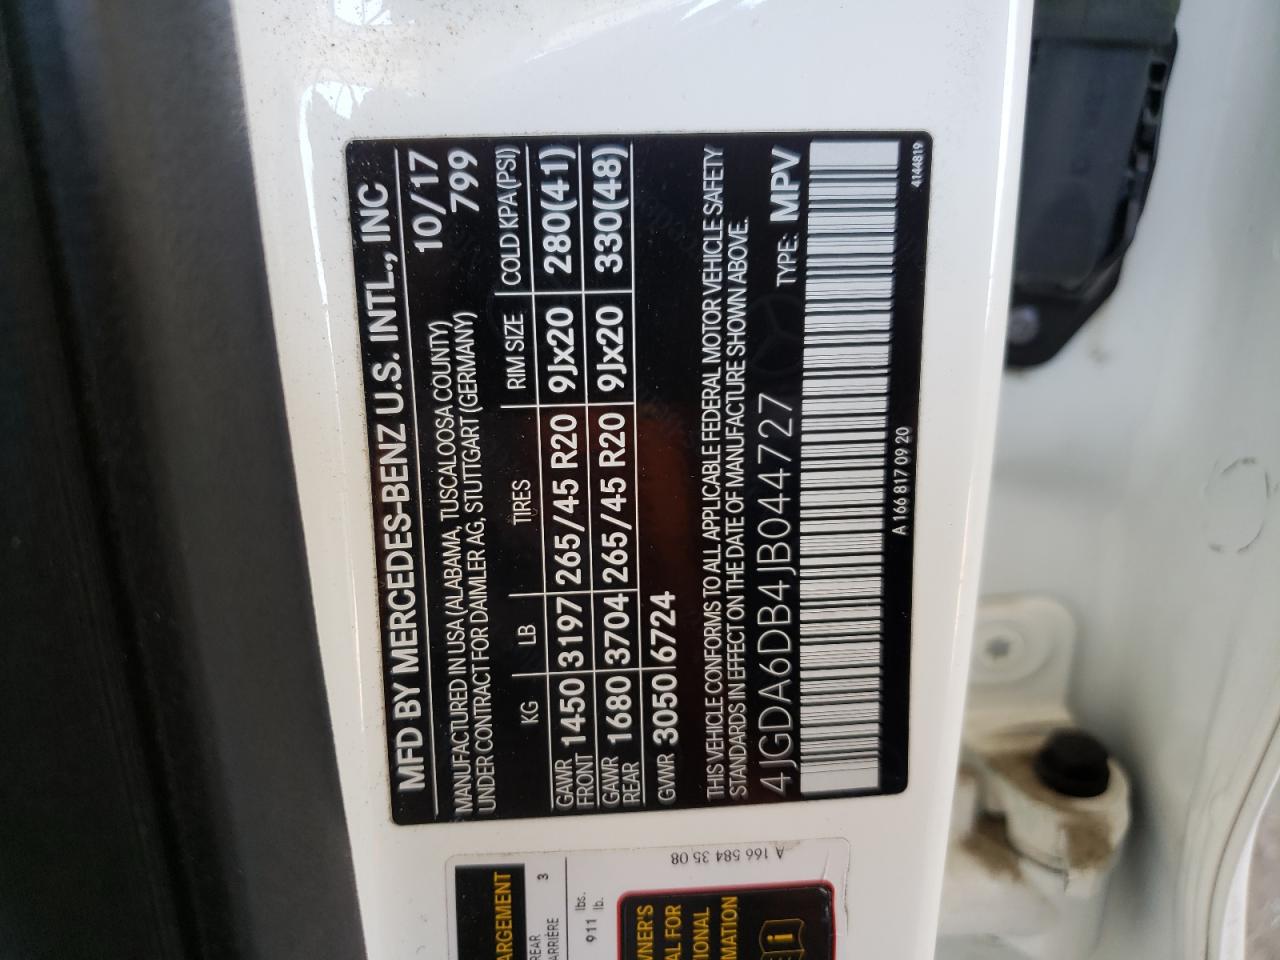 MFD BY MERCEDES-BENZ U.S. INTL., INC
MANUFACTURED IN USA (ALABAMA, TUSCALOOSA COUNTY) 10/17
UNDER CONTRACT FOR DAIMLER AG, STUTTGART (GERMANY) 799
KG LB TIRES RIM SIZE COLD KPA (PSI)
GAWR FRONT 1450 3197 265/45 R20 9Jx20 280(41)
GAWR REAR 1680 3704 265/45 R20 9Jx20 330(48)
GVWR 3050 6724
THIS VEHICLE CONFORMS TO ALL APPLICABLE FEDERAL MOTOR VEHICLE SAFETY
STANDARDS IN EFFECT ON THE DATE OF MANUFACTURE SHOWN ABOVE.
4JGDA6DB4JB044727 TYPE: MPV
A 166 817 09 20 4144819
A 166 584 35 08
ARGEMENT
REAR
ARRIÈRE 3
911 lbs.
lb.
WNER'S
AL FOR
TIONAL
MATION
i